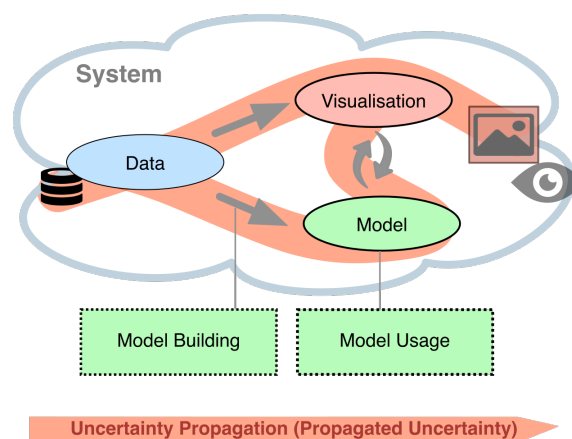 System
Visualisation
Data
Model
Model Building
Model Usage
Uncertainty Propagation (Propagated Uncertainty)